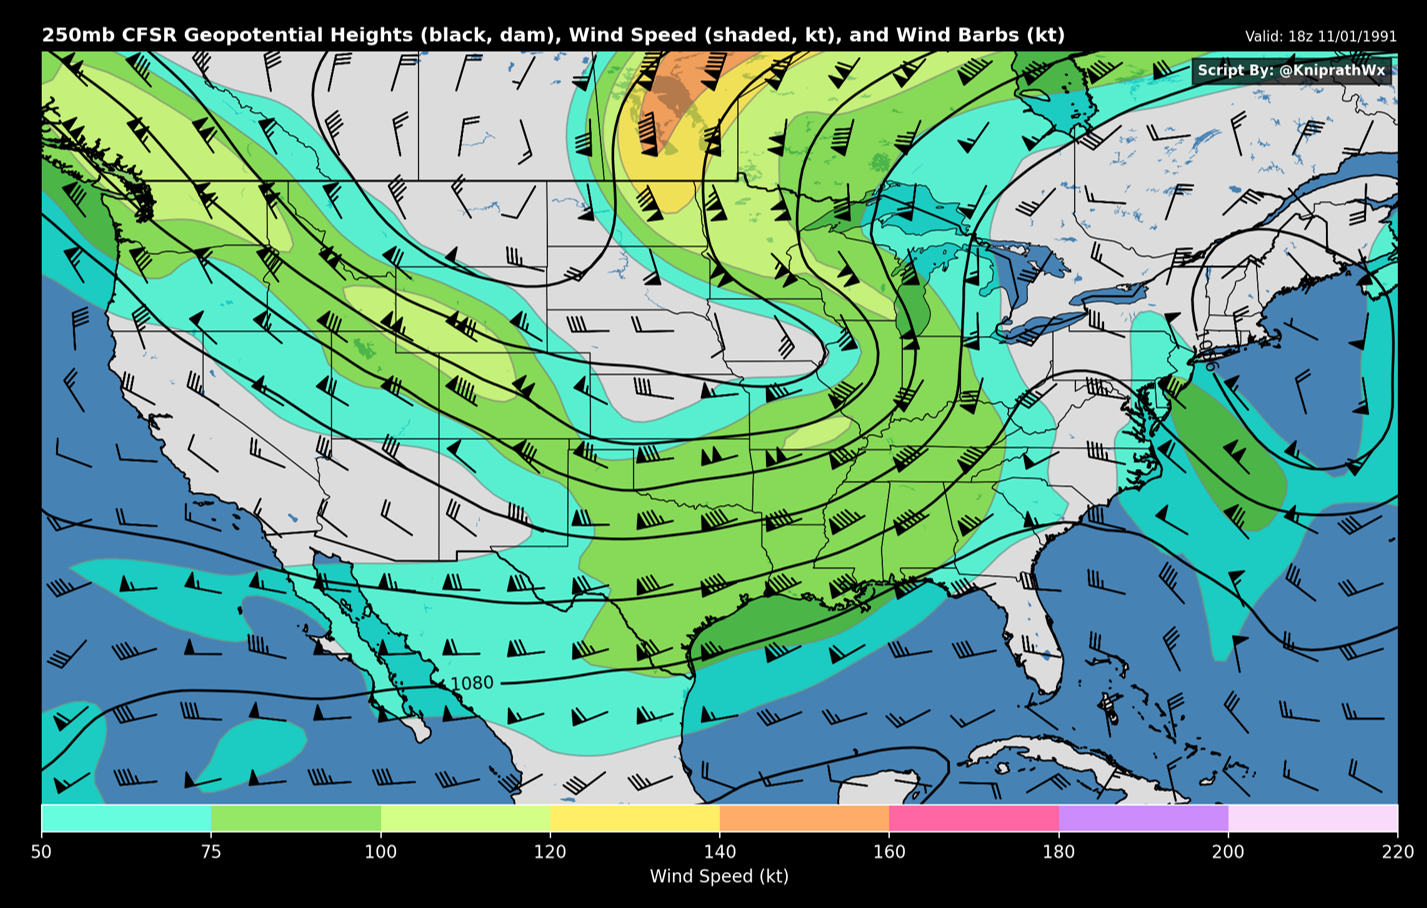 250mb CFSR Geopotential Heights (black, dam), Wind Speed (shaded, kt), and Wind Barbs (kt)
Valid: 18z 11/01/1991
Script By: @KniprathWx
1080
50 75 100 120 140 160 180 200 220
Wind Speed (kt)